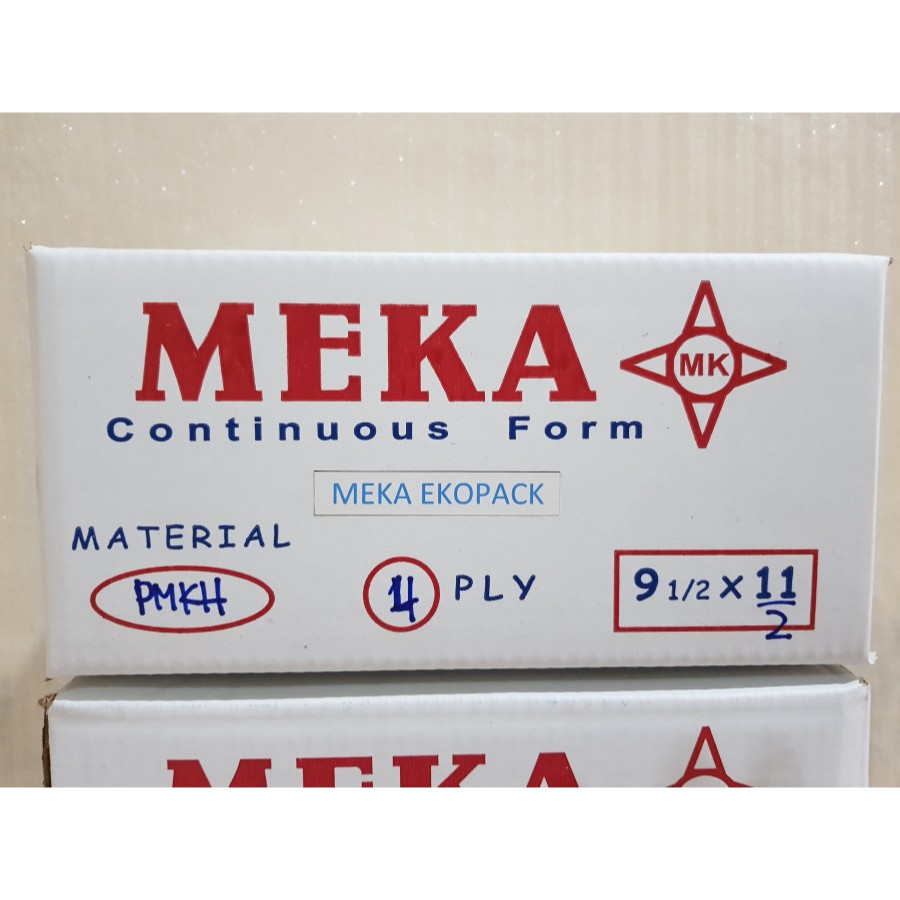 MEKA
MK
Continuous Form
MEKA EKOPACK
MATERIAL
PMKH
4 PLY
9 1/2 X 11/2
MEKA